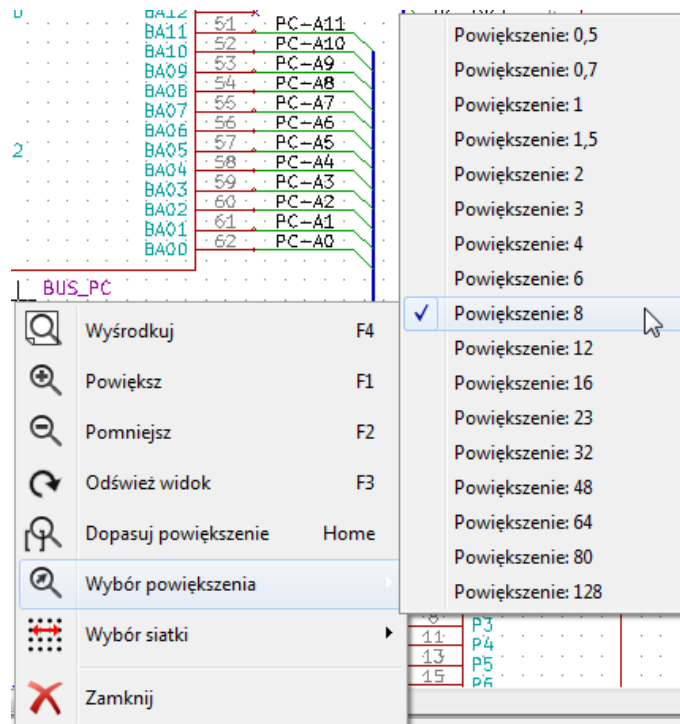 BA12
BA11 51 PC-A11
BA10 52 PC-A10
BA09 53 PC-A9
BA08 54 PC-A8
BA07 55 PC-A7
BA06 56 PC-A6
BA05 57 PC-A5
BA04 58 PC-A4
BA03 59 PC-A3
BA02 60 PC-A2
BA01 61 PC-A1
BA00 62 PC-A0
2
BUS_PC
Wyśrodkuj F4
Powiększ F1
Pomniejsz F2
Odśwież widok F3
Dopasuj powiększenie Home
Wybór powiększenia
Wybór siatki
Zamknij
Powiększenie: 0,5
Powiększenie: 0,7
Powiększenie: 1
Powiększenie: 1,5
Powiększenie: 2
Powiększenie: 3
Powiększenie: 4
Powiększenie: 6
Powiększenie: 8
Powiększenie: 12
Powiększenie: 16
Powiększenie: 23
Powiększenie: 32
Powiększenie: 48
Powiększenie: 64
Powiększenie: 80
Powiększenie: 128
P3
11 P4
13 P5
15 P6